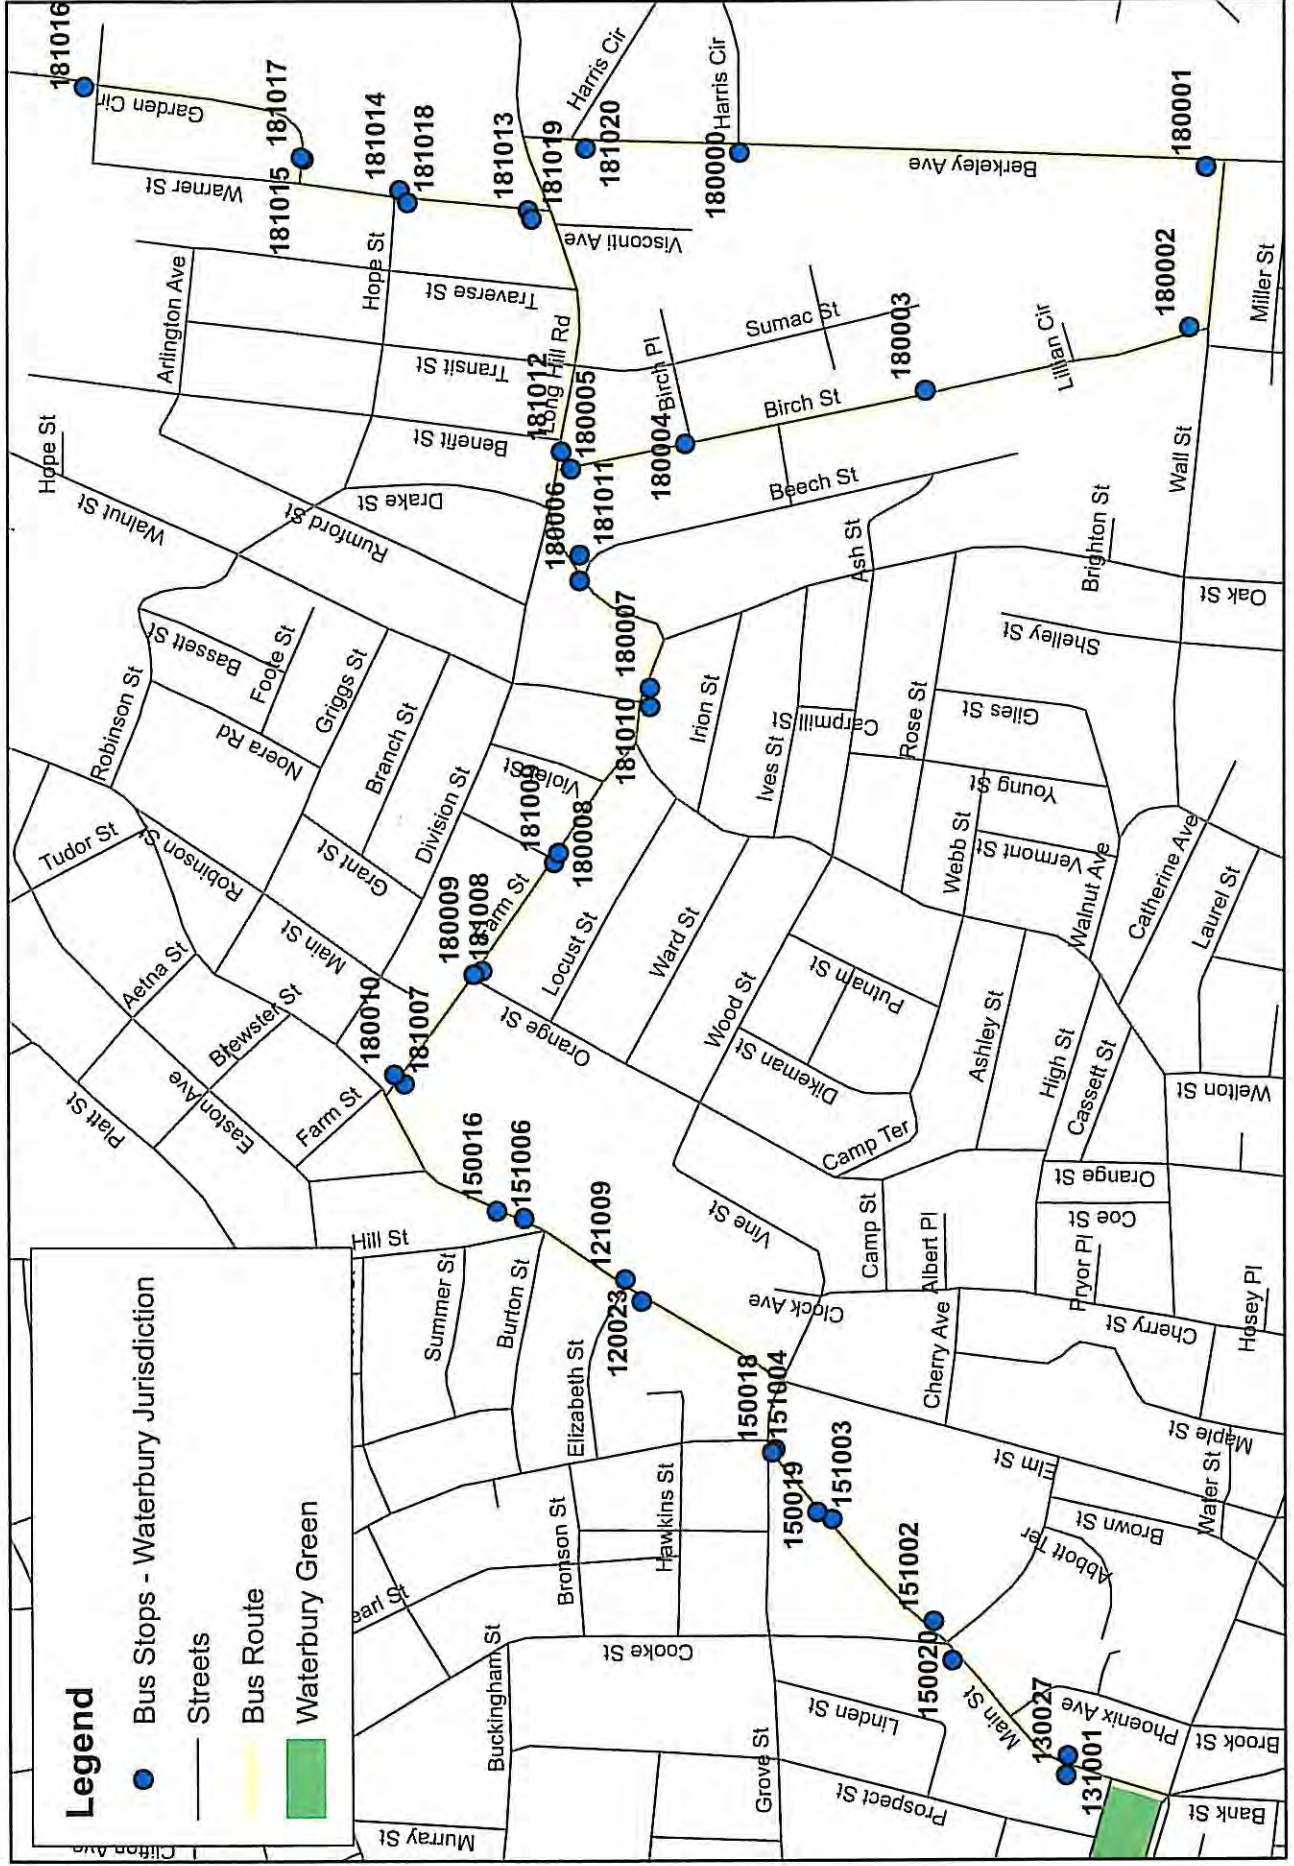 Legend
Bus Stops - Waterbury Jurisdiction
Streets
Bus Route
Waterbury Green
181016
Garden Cir
181017
181015
Warner St
181014
181018
181013
181019
Harris Cir
181020
Harris Cir
180000
Berkeley Ave
180001
Visconti Ave
Arlington Ave
Hope St
Traverse St
Transit St
Long Hill Rd
181012
180005
Birch Pl
Sumac St
180003
Lillian Cir
180002
Miller St
Benefit St
180004
Birch St
Hope St
Walnut St
Drake St
Rumford St
180006
181011
Beech St
Ash St
Wall St
Brighton St
Oak St
Shelley St
Bassett St
Foote St
Robinson St
Noera Rd
Griggs St
Branch St
180007
181010
Irion St
Ives St
Carpmill St
Rose St
Giles St
Young St
Webb St
Vermont St
Walnut Ave
Catherine Ave
Laurel St
Tudor St
Robinson St
Grant St
Division St
Violet St
181009
180008
Main St
Aetna St
Brewster St
Easton Ave
Platt St
Farm St
180009
181008
Farm St
180010
181007
Locust St
Ward St
Orange St
Wood St
Putnam St
Dikeman St
Ashley St
High St
Cassett St
Welton St
Camp Ter
Orange St
Coe St
Camp St
Albert Pl
Pryor Pl
Cherry St
Hosey Pl
Vine St
Clock Ave
150016
151006
121009
120023
Hill St
Summer St
Burton St
Elizabeth St
150018
151004
Cherry Ave
Maple St
Elm St
Water St
150019
151003
Bronson St
Hawkins St
151002
Abbott Ter
Brown St
earl St
Buckingham St
Cooke St
150020
Linden St
Main St
130027
131001
Phoenix Ave
Brook St
Grove St
Prospect St
Bank St
Murray St
Clifton Ave